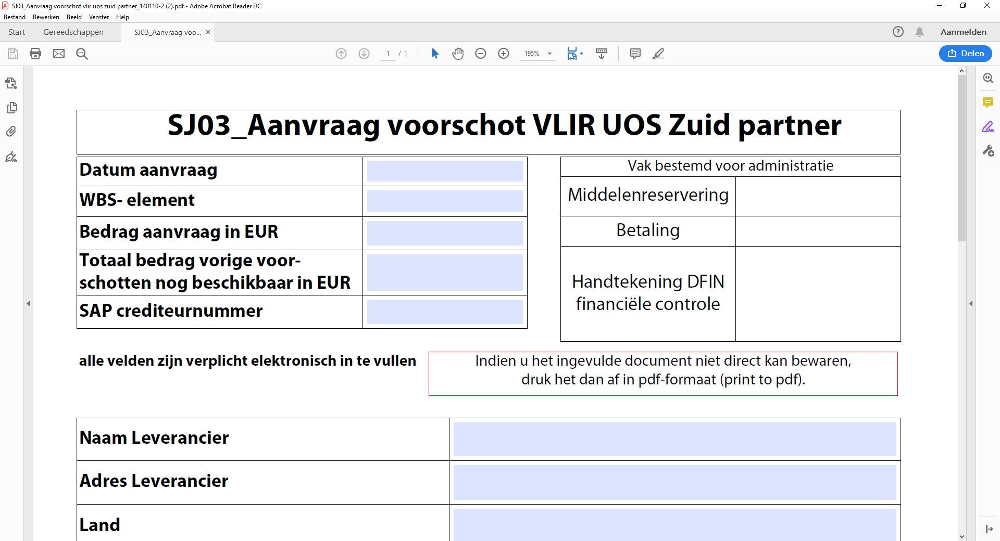 SJ03_Aanvraag voorschot vlir uos zuid partner_140110-2 (2).pdf - Adobe Acrobat Reader DC
Bestand Bewerken Beeld Venster Help
Start Gereedschappen SJ03_Aanvraag voo... × Aanmelden
1 / 1 195% Delen
SJ03_Aanvraag voorschot VLIR UOS Zuid partner
Datum aanvraag
WBS- element
Bedrag aanvraag in EUR
Totaal bedrag vorige voor-
schotten nog beschikbaar in EUR
SAP crediteurnummer
Vak bestemd voor administratie
Middelenreservering
Betaling
Handtekening DFIN
financiële controle
alle velden zijn verplicht elektronisch in te vullen
Indien u het ingevulde document niet direct kan bewaren,
druk het dan af in pdf-formaat (print to pdf).
Naam Leverancier
Adres Leverancier
Land